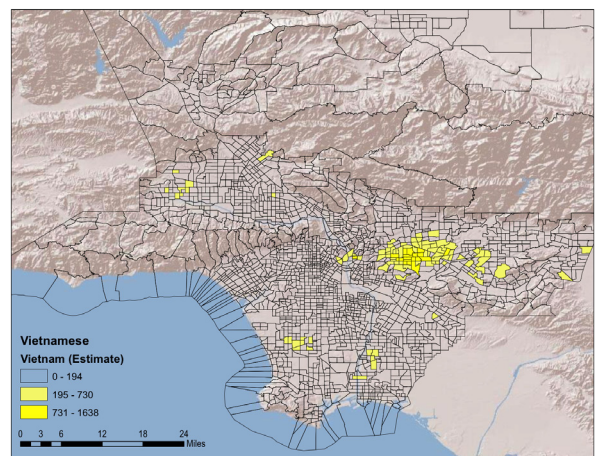 Vietnamese
Vietnam (Estimate)
0 - 194
195 - 730
731 - 1638
0 3 6 12 18 24
Miles